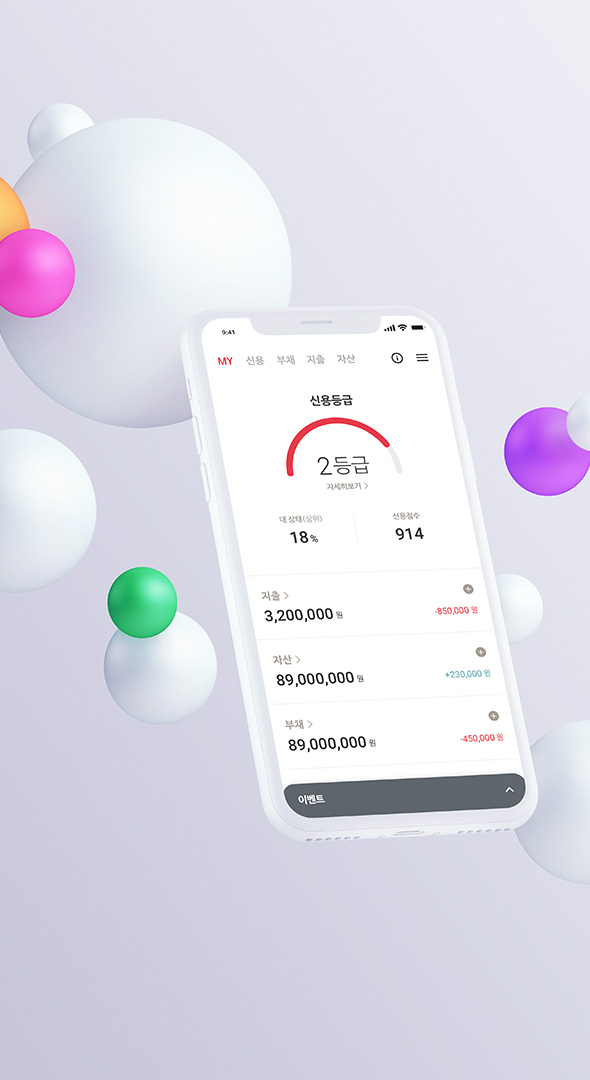 9:41
MY 신용 부채 지출 자산
신용등급
2등급
자세히보기 >
내 상태(상위) 신용점수
18% 914
지출 >
3,200,000 원 -850,000 원
자산 >
89,000,000 원 +230,000 원
부채 >
89,000,000 원 -450,000 원
이벤트